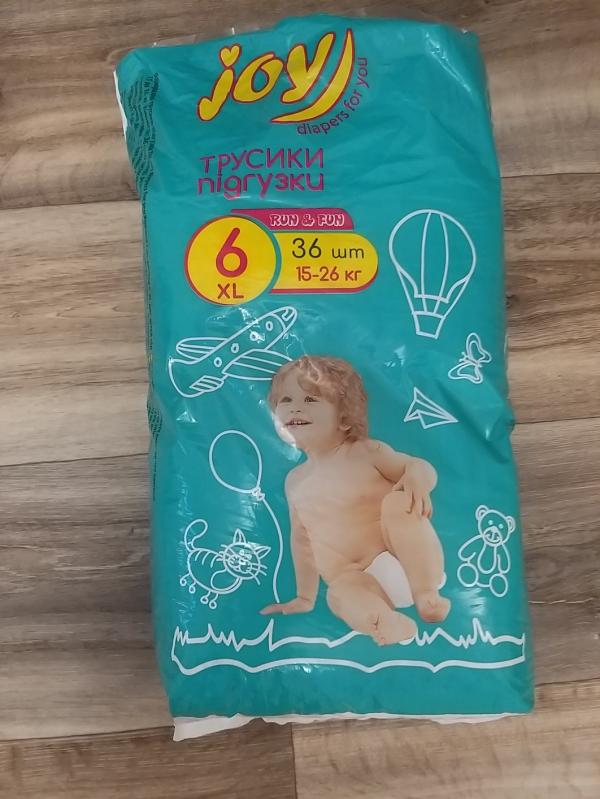 joy
diapers for you
трусики
підгузки
RUN & FUN
6
XL
36 шт
15-26 кг